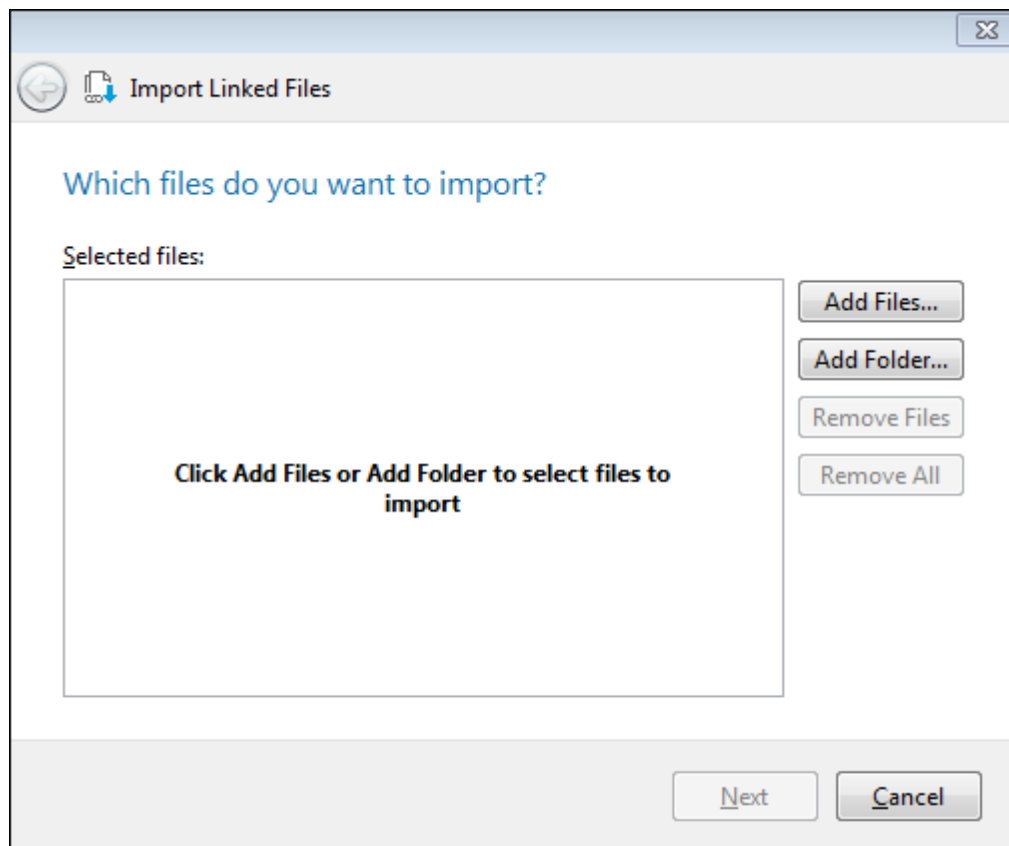 Import Linked Files
Which files do you want to import?
Selected files:
Add Files...
Add Folder...
Remove Files
Remove All
Click Add Files or Add Folder to select files to
import
Next
Cancel